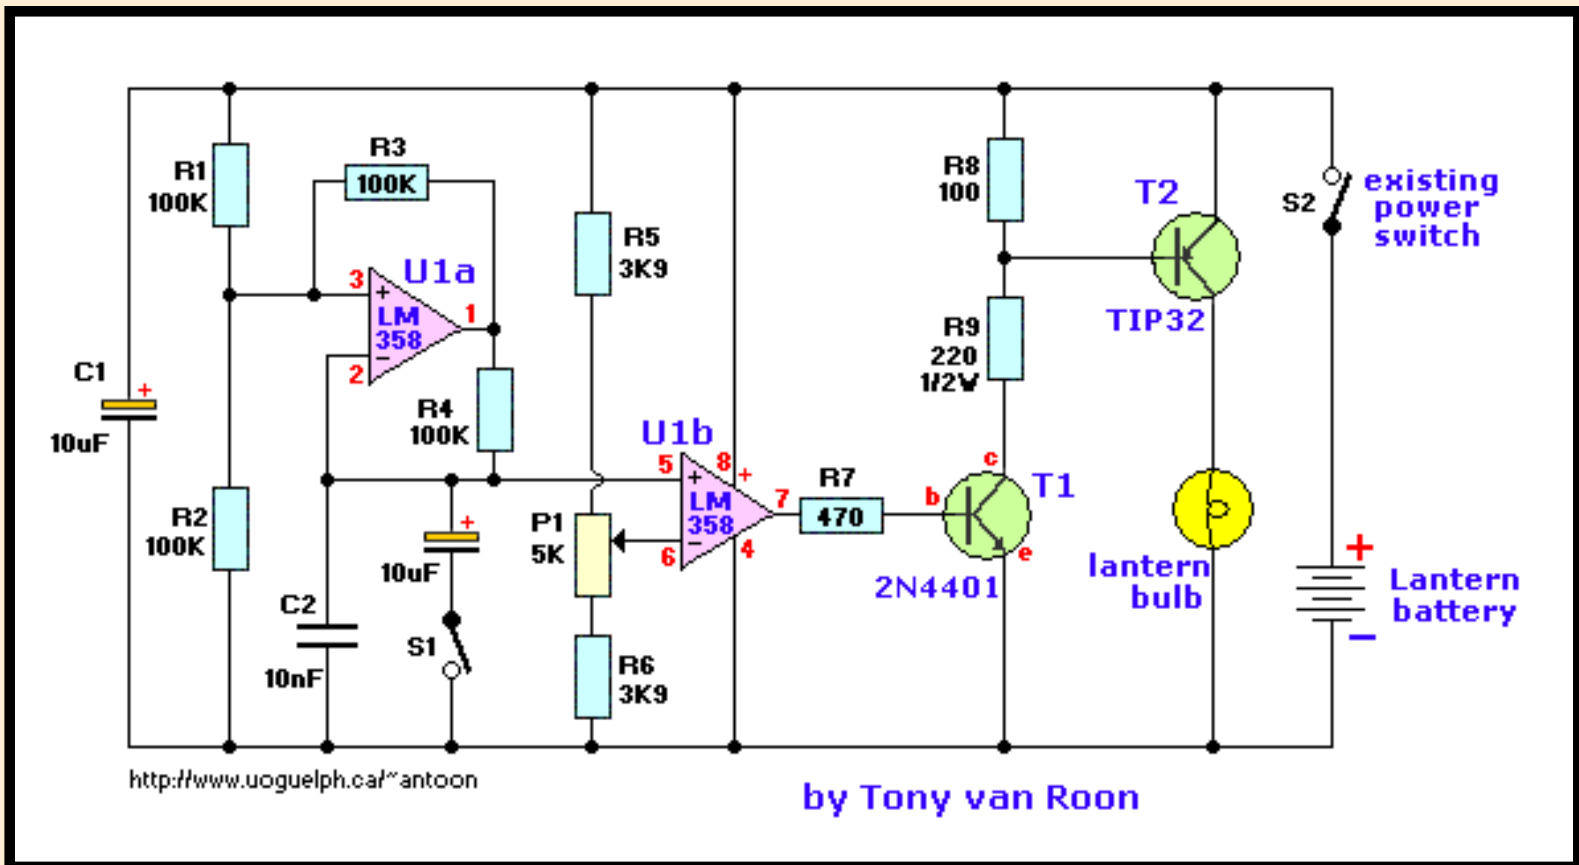 R1
100K
R3
100K
U1a
3
+
LM
358
1
−
2
C1
+
10uF
R4
100K
R2
100K
C2
10nF
+
10uF
S1
R5
3K9
P1
5K
R6
3K9
U1b
5
8
+
+
LM
358
7
−
6
4
R7
470
R8
100
R9
220
1/2W
c
b
T1
e
2N4401
T2
TIP32
lantern
bulb
S2
existing
power
switch
+
Lantern
battery
−
http://www.uoguelph.ca/~antoon
by Tony van Roon